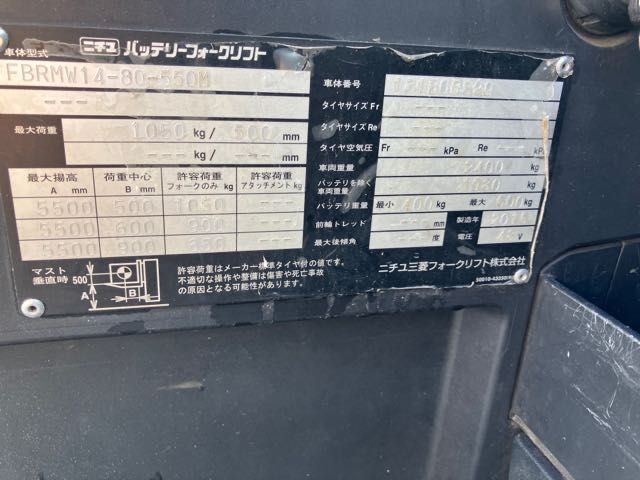 ニチユ バッテリーフォークリフト
車体型式
FBRMW14-80-550M
最大荷重 1050 kg / 500 mm
--- kg / --- mm
最大揚高 A mm 荷重中心 B mm 許容荷重 フォークのみ kg 許容荷重 アタッチメント kg
5500 500 1050
5500 600
5500 900
マスト 垂直時 500 A B
許容荷重はメーカー標準タイヤ付の値
不適切な操作や整備は傷害や死亡事故
の原因となる可能性があります。
車体番号
タイヤサイズ Fr ---
タイヤサイズ Re ---
タイヤ空気圧 Fr --- kPa Re --- kPa
車両重量 kg
バッテリを除く 車両重量 kg
バッテリ重量 最小 400 kg 最大 600 kg
前輪トレッド mm 製造年
最大後傾角 度 電圧 48 V
ニチユ三菱フォークリフト株式会社